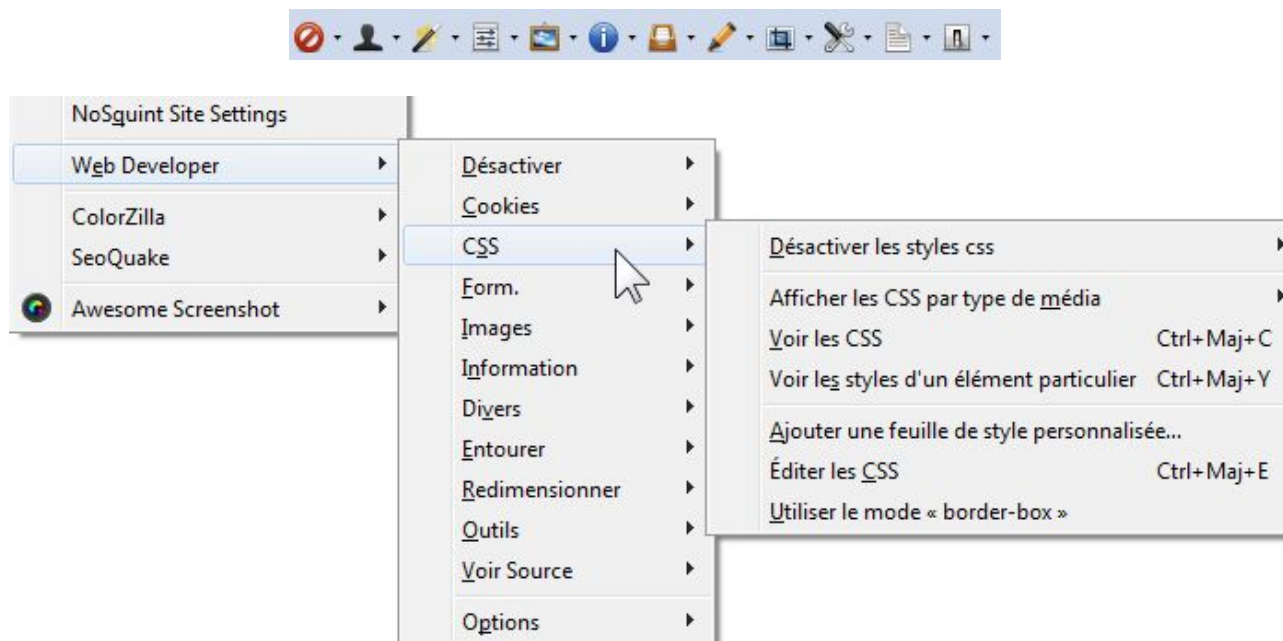 NoSquint Site Settings
Web Developer
ColorZilla
SeoQuake
Awesome Screenshot
Désactiver
Cookies
CSS
Form.
Images
Information
Divers
Entourer
Redimensionner
Outils
Voir Source
Options
Désactiver les styles css
Afficher les CSS par type de média
Voir les CSS Ctrl+Maj+C
Voir les styles d'un élément particulier Ctrl+Maj+Y
Ajouter une feuille de style personnalisée...
Éditer les CSS Ctrl+Maj+E
Utiliser le mode « border-box »